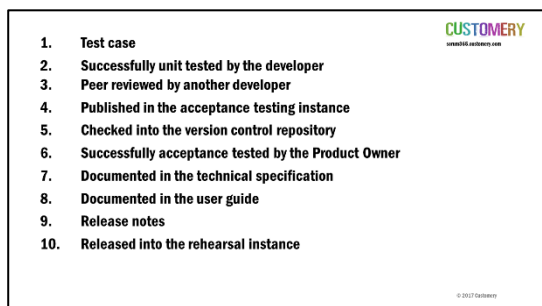 CUSTOMERY
scrumD365.customery.com
1. Test case
2. Successfully unit tested by the developer
3. Peer reviewed by another developer
4. Published in the acceptance testing instance
5. Checked into the version control repository
6. Successfully acceptance tested by the Product Owner
7. Documented in the technical specification
8. Documented in the user guide
9. Release notes
10. Released into the rehearsal instance
© 2017 Customery